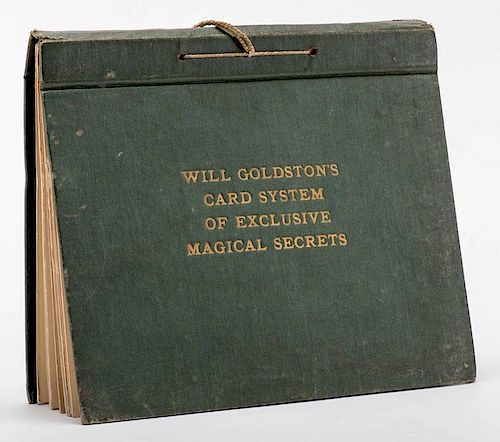 WILL GOLDSTON'S
CARD SYSTEM
OF EXCLUSIVE
MAGICAL SECRETS